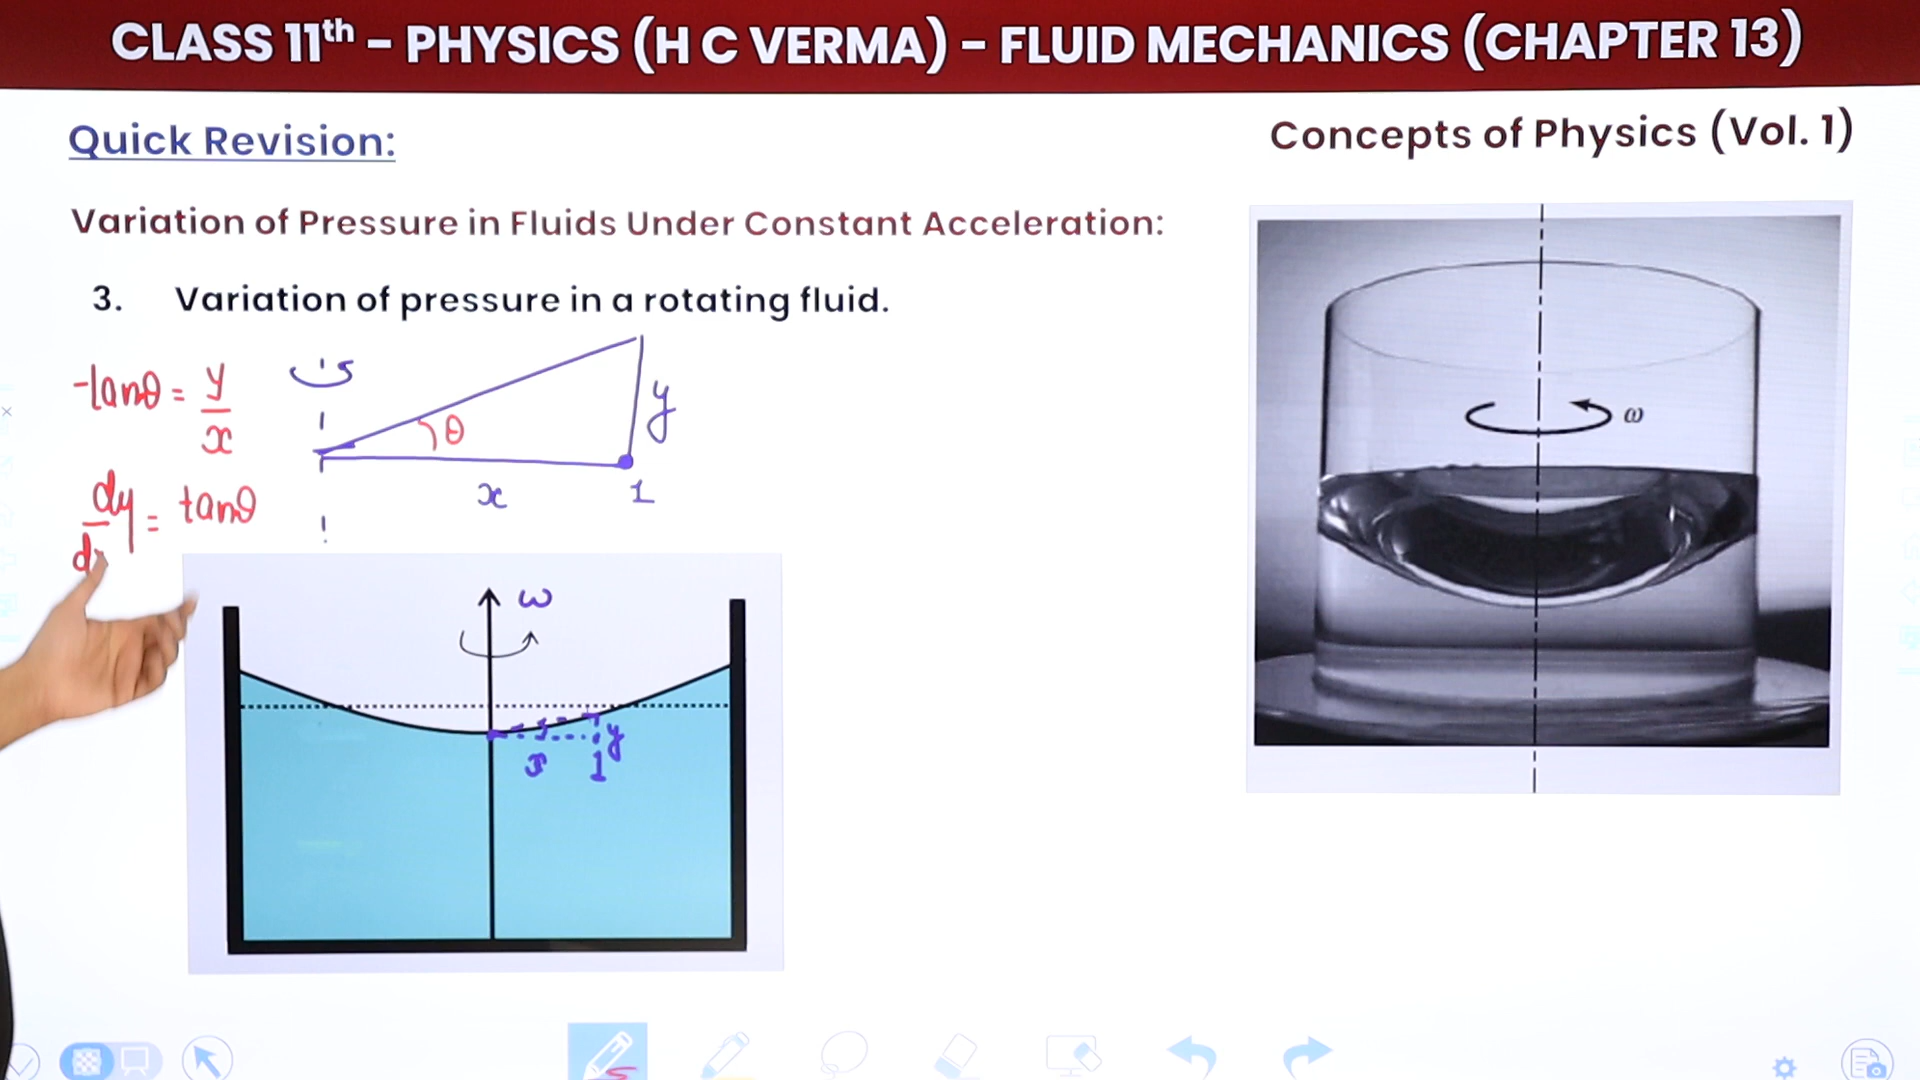 CLASS 11th - PHYSICS (H C VERMA) - FLUID MECHANICS (CHAPTER 13)
Quick Revision:
Concepts of Physics (Vol. 1)
Variation of Pressure in Fluids Under Constant Acceleration:
3. Variation of pressure in a rotating fluid.
tanθ = y/x
θ
y
x
1
dy/dx = tanθ
ω
ω
y
x
1